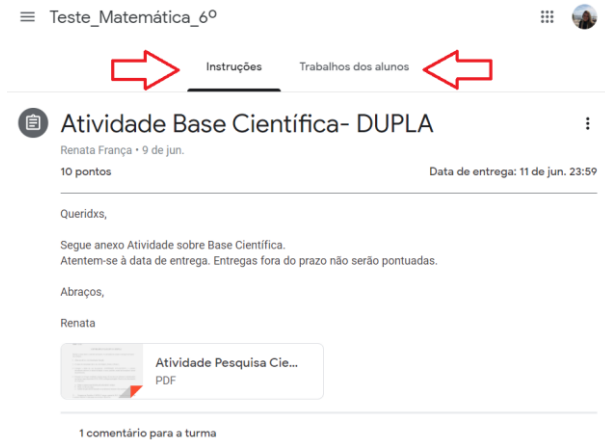 Teste_Matemática_6º
Instruções
Trabalhos dos alunos
Atividade Base Científica- DUPLA
Renata França • 9 de jun.
10 pontos
Data de entrega: 11 de jun. 23:59
Queridxs,
Segue anexo Atividade sobre Base Científica.
Atentem-se à data de entrega. Entregas fora do prazo não serão pontuadas.
Abraços,
Renata
Atividade Pesquisa Cie...
PDF
1 comentário para a turma